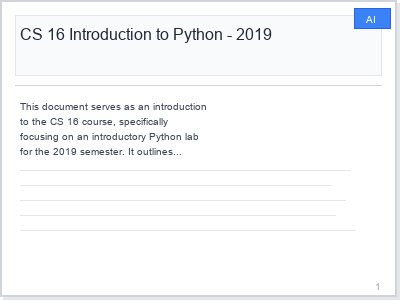 AI
CS 16 Introduction to Python - 2019
This document serves as an introduction
to the CS 16 course, specifically
focusing on an introductory Python lab
for the 2019 semester. It outlines...
1